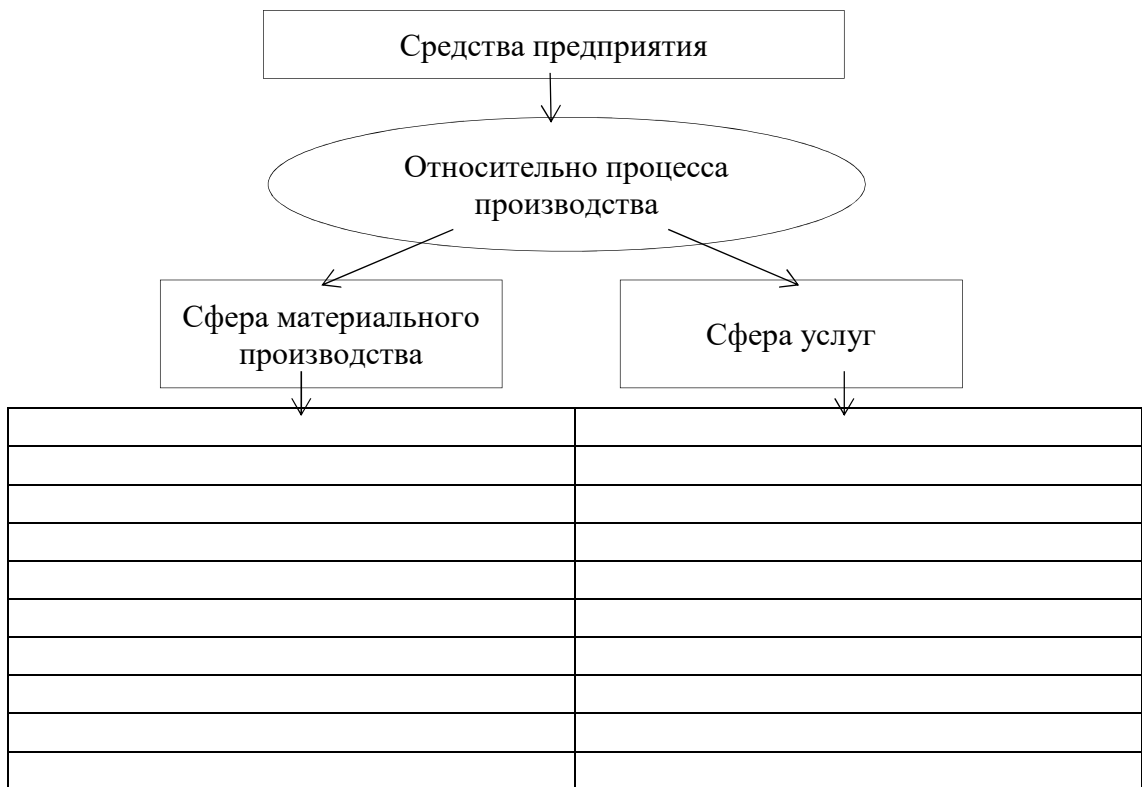 Средства предприятия
Относительно процесса
производства
Сфера материального
производства
Сфера услуг